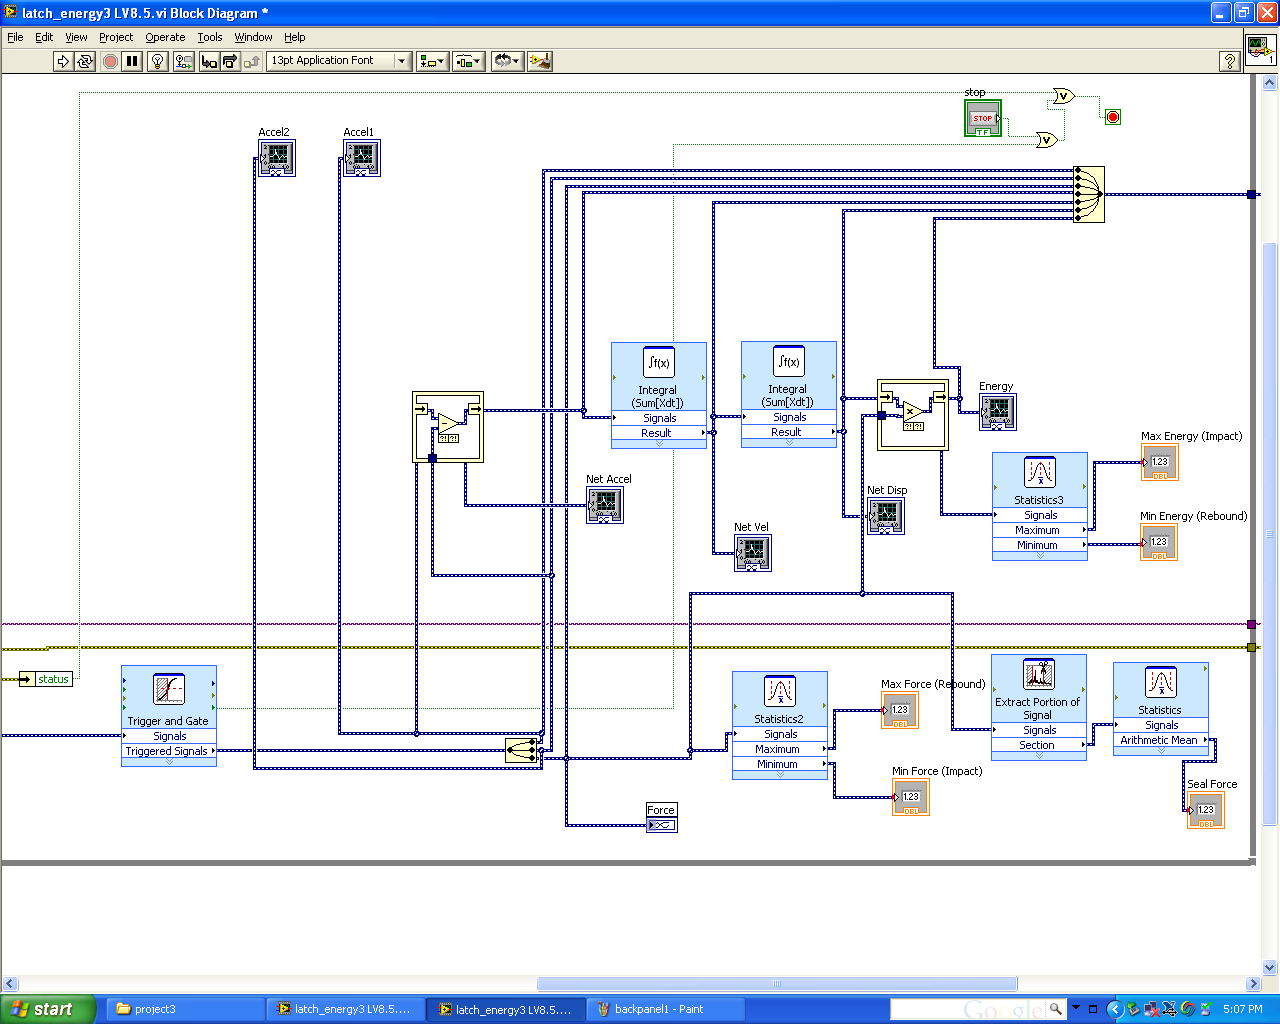 latch_energy3 LV8.5.vi Block Diagram *
File Edit View Project Operate Tools Window Help
13pt Application Font
?
1
stop
STOP
TF
V
V
Accel2
Accel1
∫f(x)
Integral
(Sum[Xdt])
Signals
Result
∫f(x)
Integral
(Sum[Xdt])
Signals
Result
Energy
Net Accel
Net Vel
Net Disp
Statistics3
Signals
Maximum
Minimum
Max Energy (Impact)
1.23
DBL
Min Energy (Rebound)
1.23
DBL
status
Trigger and Gate
Signals
Triggered Signals
Force
Statistics2
Signals
Maximum
Minimum
Max Force (Rebound)
1.23
DBL
Min Force (Impact)
1.23
DBL
Extract Portion of
Signal
Signals
Section
Statistics
Signals
Arithmetic Mean
Seal Force
1.23
DBL
start
project3
latch_energy3 LV8.5....
latch_energy3 LV8.5....
backpanel1 - Paint
Google
5:07 PM